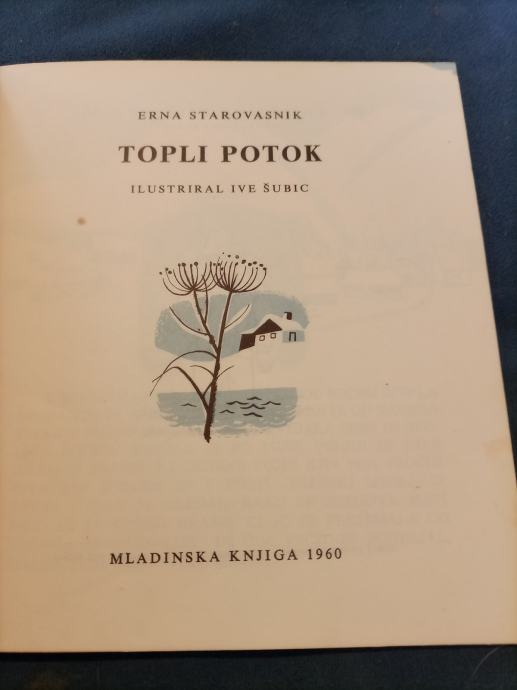 ERNA STAROVASNIK
TOPLI POTOK
ILUSTRIRAL IVE ŠUBIC
MLADINSKA KNJIGA 1960